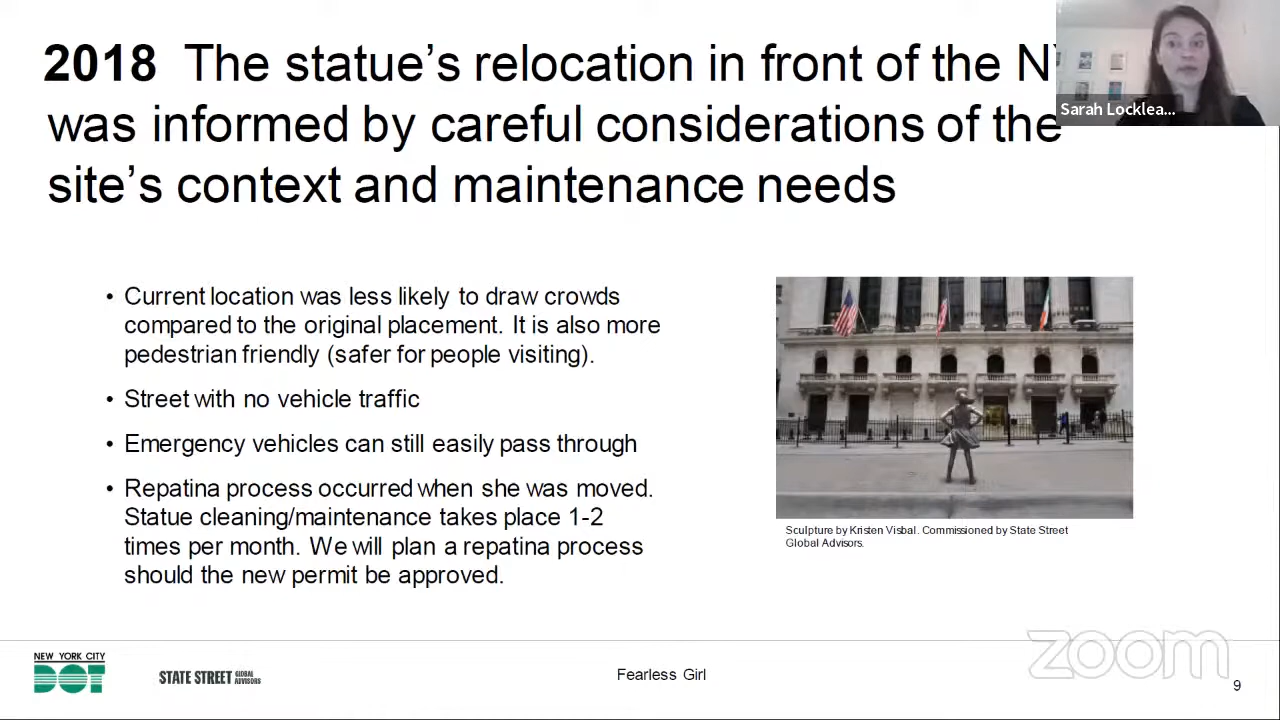 2018 The statue’s relocation in front of the
was informed by careful considerations of the
site’s context and maintenance needs
Sarah Locklea...
• Current location was less likely to draw crowds
compared to the original placement. It is also more
pedestrian friendly (safer for people visiting).
• Street with no vehicle traffic
• Emergency vehicles can still easily pass through
• Repatina process occurred when she was moved.
Statue cleaning/maintenance takes place 1-2
times per month. We will plan a repatina process
should the new permit be approved.
Sculpture by Kristen Visbal. Commissioned by State Street
Global Advisors.
NEW YORK CITY
DOT
STATE STREET GLOBAL
ADVISORS
Fearless Girl
zoom
9